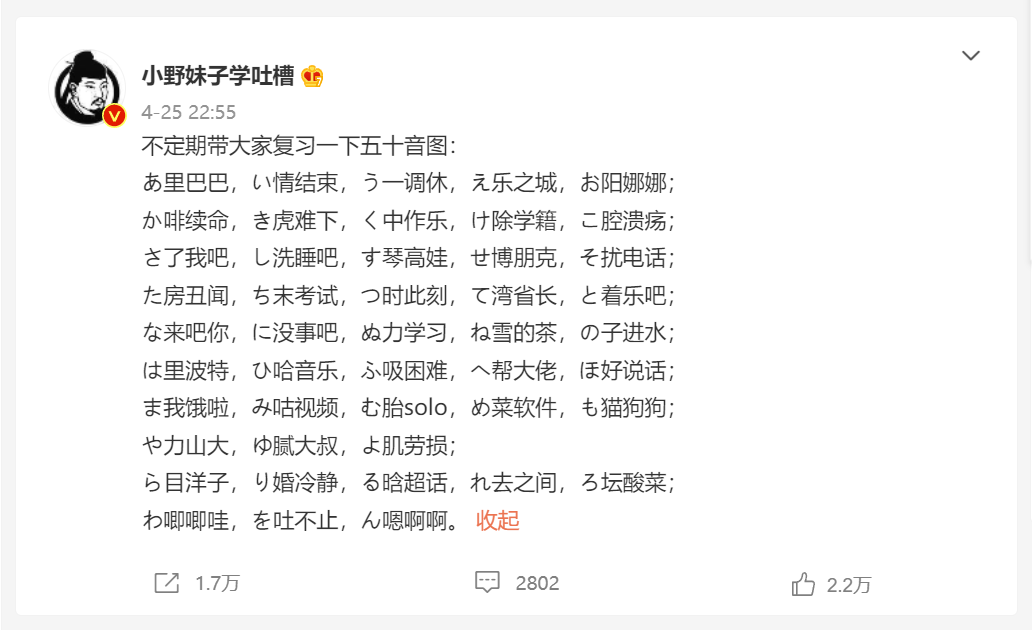 小野妹子学吐槽
4-25 22:55
不定期带大家复习一下五十音图：
あ里巴巴，い情结束，う一调休，え乐之城，お阳娜娜；
か啡续命，き虎难下，く中作乐，け除学籍，こ腔溃疡；
さ了我吧，し洗睡吧，す琴高娃，せ博朋克，そ扰电话；
た房丑闻，ち末考试，つ时此刻，て湾省长，と着乐吧；
な来吧你，に没事吧，ぬ力学习，ね雪的茶，の子进水；
は里波特，ひ哈音乐，ふ吸困难，へ帮大佬，ほ好说话；
ま我饿啦，み咕视频，む胎solo，め菜软件，も猫狗狗；
や力山大，ゆ腻大叔，よ肌劳损；
ら目洋子，り婚冷静，る晗超话，れ去之间，ろ坛酸菜；
わ唧唧哇，を吐不止，ん嗯啊啊。 收起
1.7万 2802 2.2万